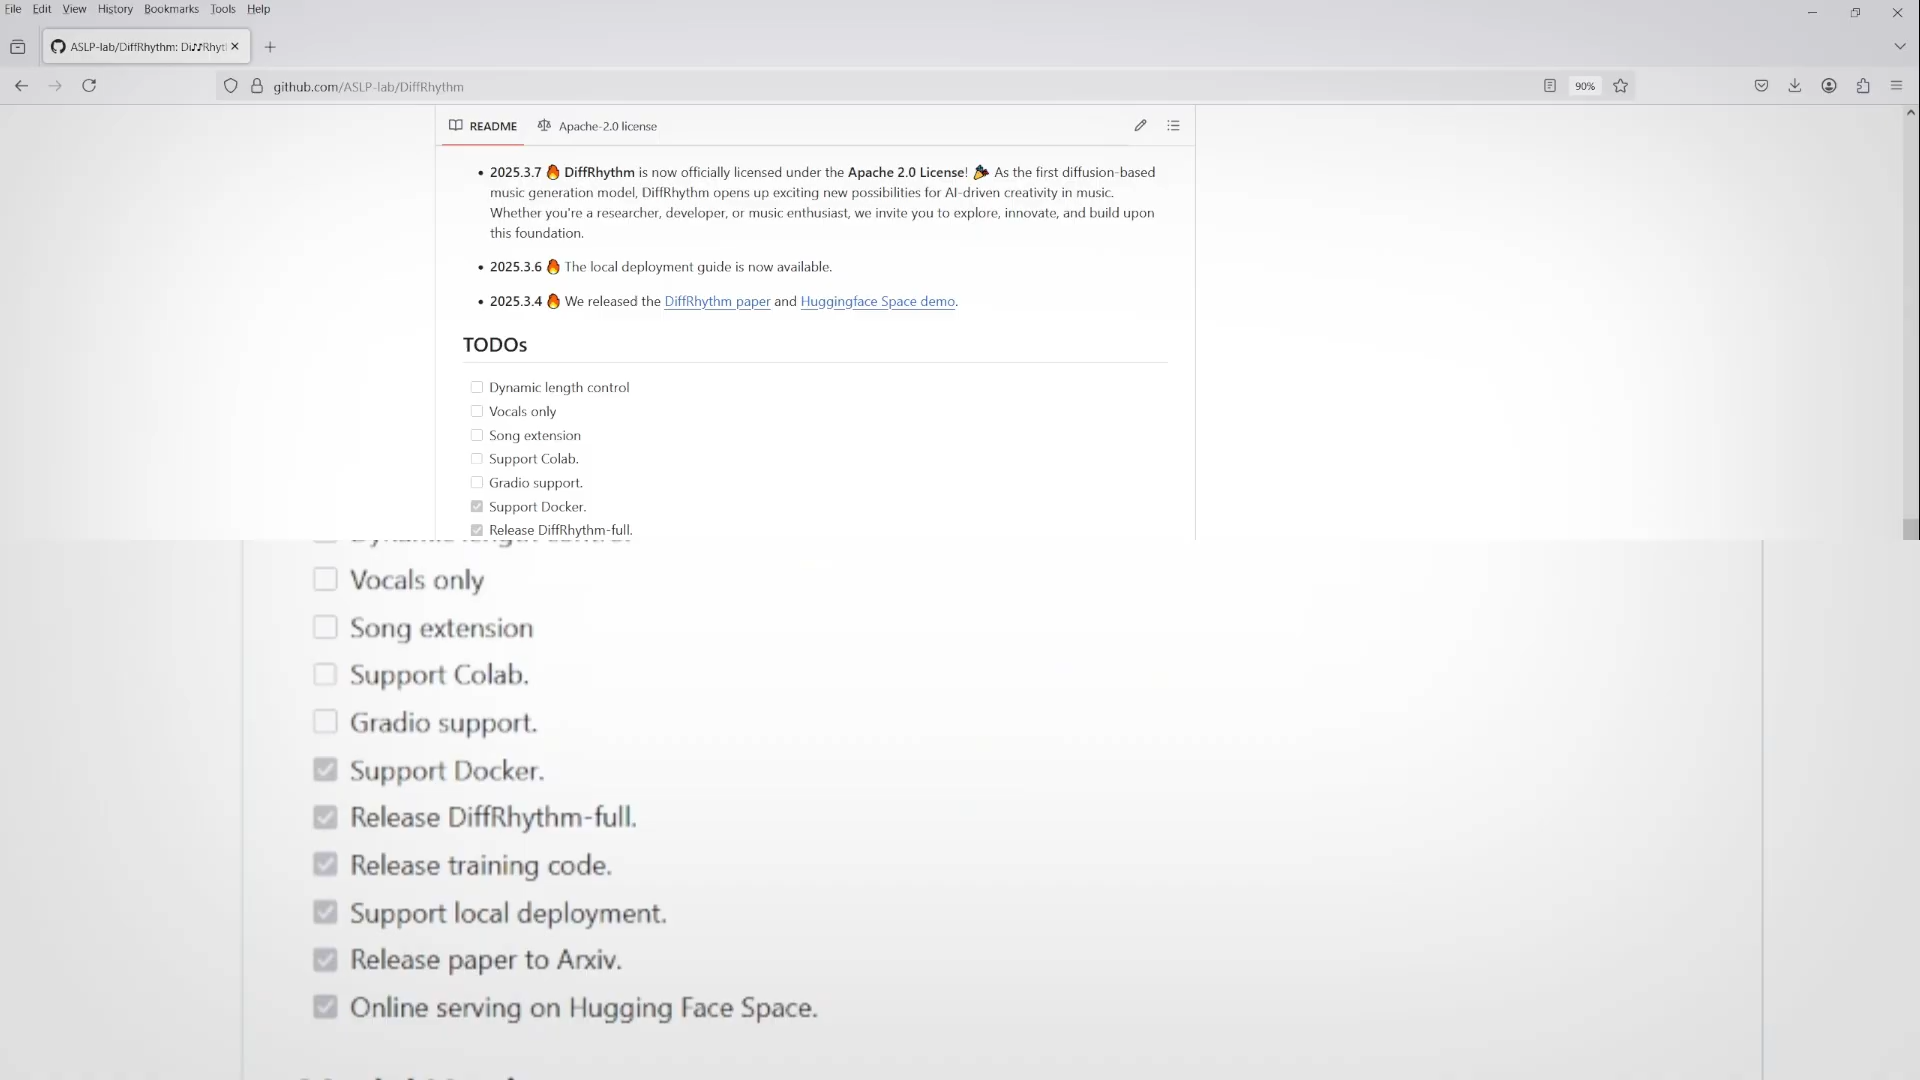 File Edit View History Bookmarks Tools Help
ASLP-lab/DiffRhythm: Di♪♪Rhyt
github.com/ASLP-lab/DiffRhythm
90%
README Apache-2.0 license
• 2025.3.7 🔥 DiffRhythm is now officially licensed under the Apache 2.0 License! 🎉 As the first diffusion-based
music generation model, DiffRhythm opens up exciting new possibilities for AI-driven creativity in music.
Whether you're a researcher, developer, or music enthusiast, we invite you to explore, innovate, and build upon
this foundation.
• 2025.3.6 🔥 The local deployment guide is now available.
• 2025.3.4 🔥 We released the DiffRhythm paper and Huggingface Space demo.
TODOs
Dynamic length control
Vocals only
Song extension
Support Colab.
Gradio support.
Support Docker.
Release DiffRhythm-full.
Vocals only
Song extension
Support Colab.
Gradio support.
Support Docker.
Release DiffRhythm-full.
Release training code.
Support local deployment.
Release paper to Arxiv.
Online serving on Hugging Face Space.